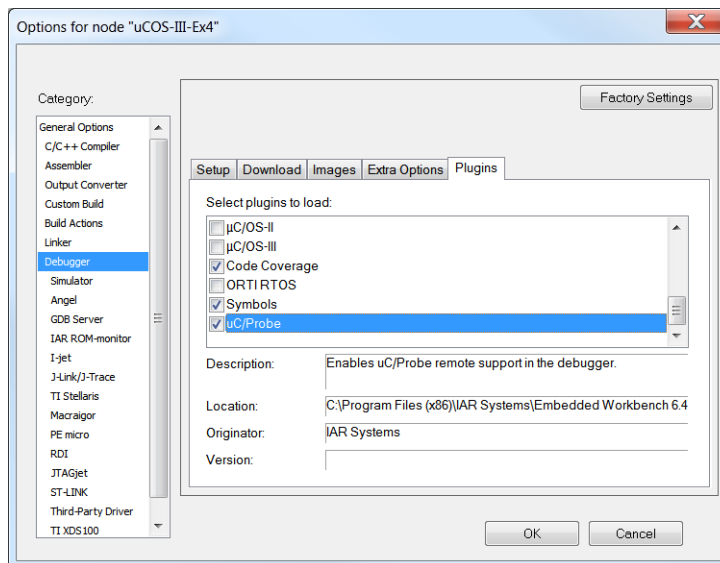 Options for node "uCOS-III-Ex4"
Category:
Factory Settings
General Options
C/C++ Compiler
Assembler
Output Converter
Custom Build
Build Actions
Linker
Debugger
Simulator
Angel
GDB Server
IAR ROM-monitor
I-jet
J-Link/J-Trace
TI Stellaris
Macraigor
PE micro
RDI
JTAGjet
ST-LINK
Third-Party Driver
TI XDS100
Setup Download Images Extra Options Plugins
Select plugins to load:
µC/OS-II
µC/OS-III
Code Coverage
ORTI RTOS
Symbols
uC/Probe
Description: Enables uC/Probe remote support in the debugger.
Location: C:\Program Files (x86)\IAR Systems\Embedded Workbench 6.4
Originator: IAR Systems
Version:
OK Cancel